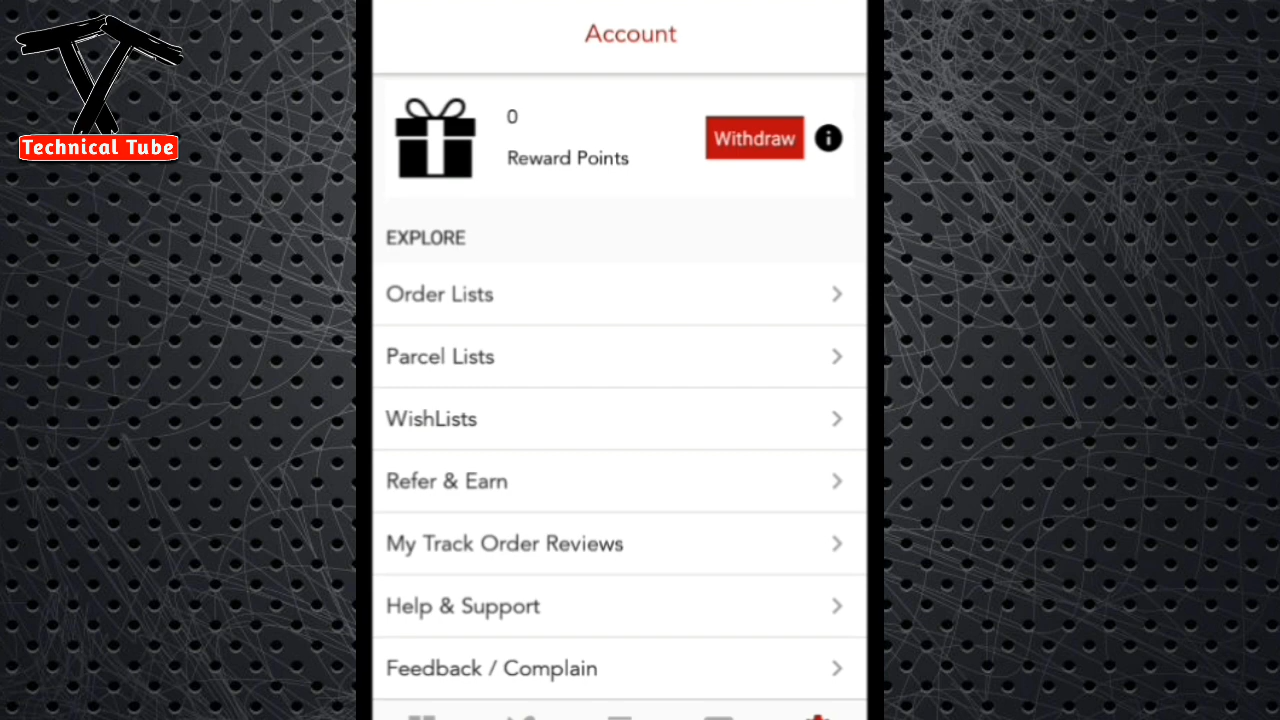 Account
Technical Tube
0
Reward Points
Withdraw
EXPLORE
Order Lists
Parcel Lists
WishLists
Refer & Earn
My Track Order Reviews
Help & Support
Feedback / Complain